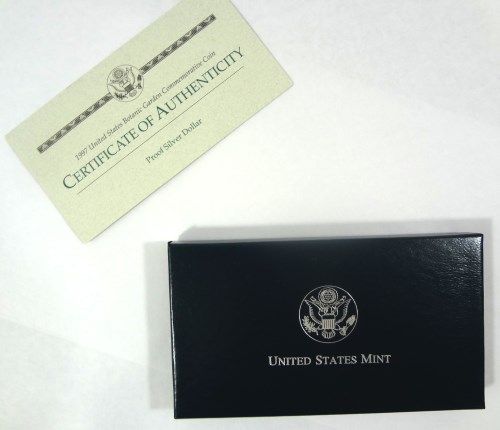 1997 United States Botanic Garden Commemorative Coin
CERTIFICATE OF AUTHENTICITY
Proof Silver Dollar
UNITED STATES MINT